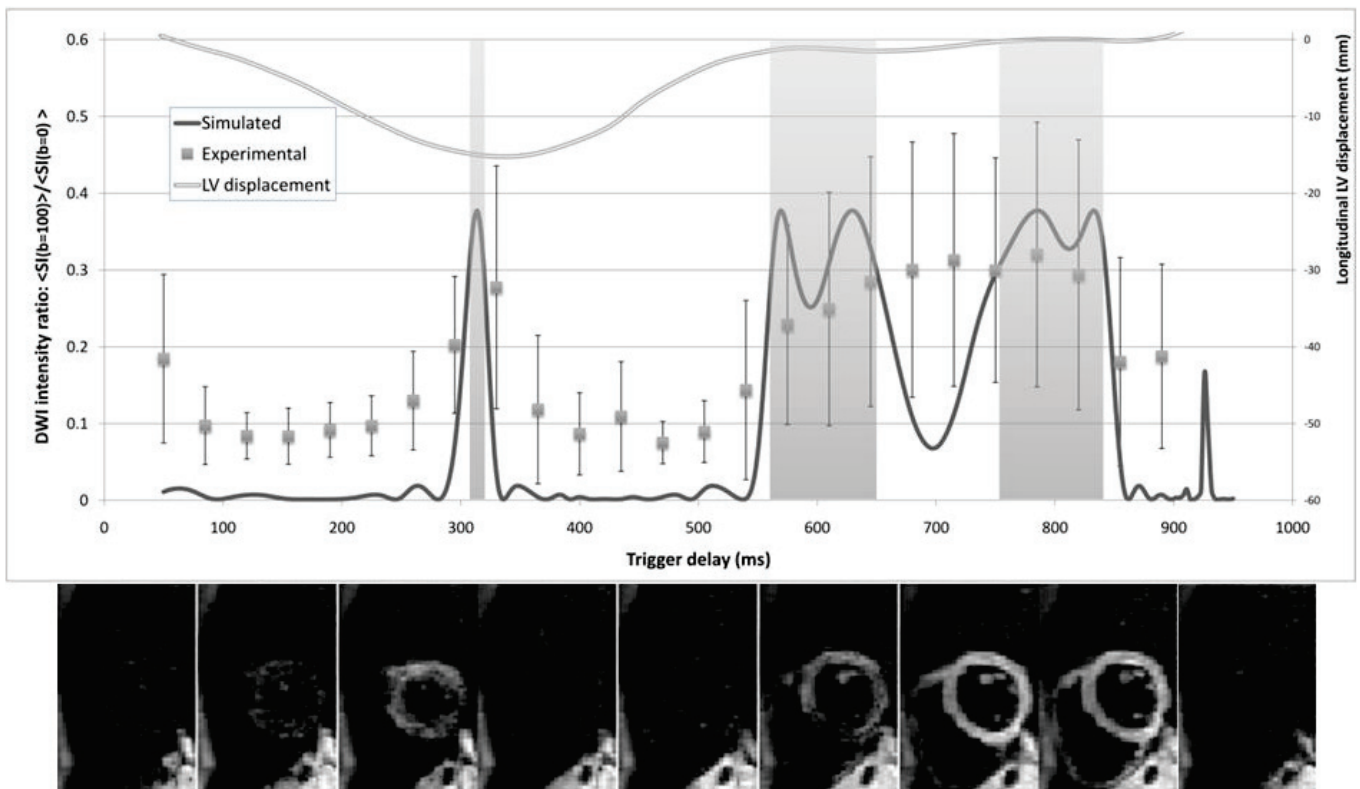 DWI intensity ratio: <SI(b=100)>/<SI(b=0) >
0.6
0.5
0.4
0.3
0.2
0.1
0
Simulated
Experimental
LV displacement
0
-10
-20
-30
-40
-50
-60
Longitudinal LV displacement (mm)
0 100 200 300 400 500 600 700 800 900 1000
Trigger delay (ms)